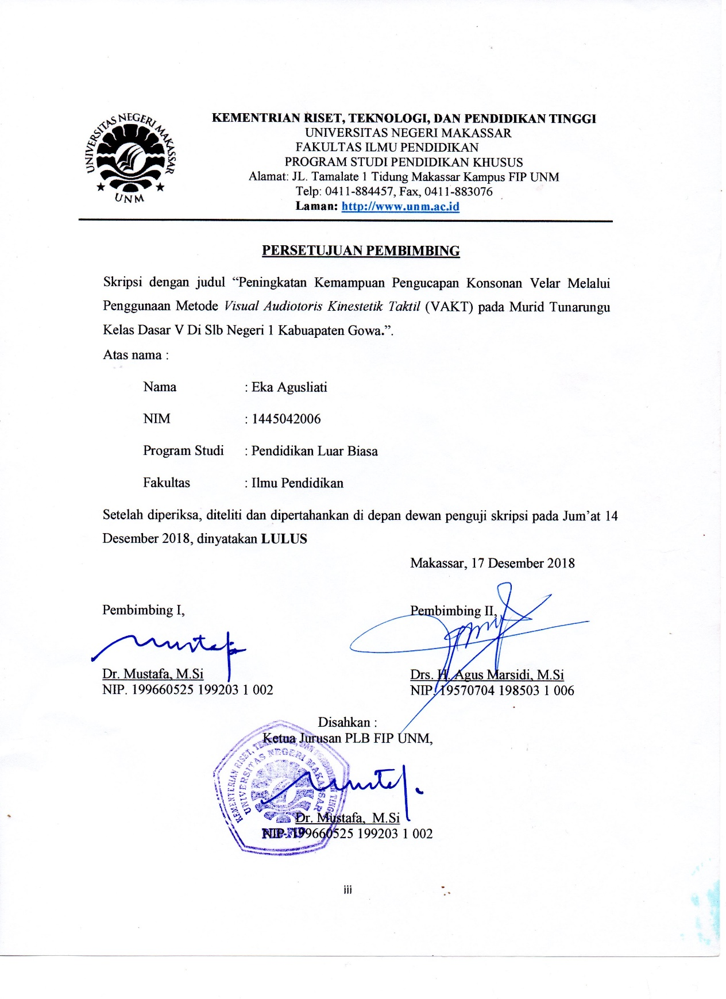 UNIVERSITAS NEGERI MAKASSAR
UNM
KEMENTRIAN RISET, TEKNOLOGI, DAN PENDIDIKAN TINGGI
UNIVERSITAS NEGERI MAKASSAR
FAKULTAS ILMU PENDIDIKAN
PROGRAM STUDI PENDIDIKAN KHUSUS
Alamat: JL. Tamalate 1 Tidung Makassar Kampus FIP UNM
Telp: 0411-884457, Fax, 0411-883076
Laman: http://www.unm.ac.id
PERSETUJUAN PEMBIMBING
Skripsi dengan judul “Peningkatan Kemampuan Pengucapan Konsonan Velar Melalui
Penggunaan Metode Visual Audiotoris Kinestetik Taktil (VAKT) pada Murid Tunarungu
Kelas Dasar V Di Slb Negeri 1 Kabuapaten Gowa.”.
Atas nama :
Nama : Eka Agusliati
NIM : 1445042006
Program Studi : Pendidikan Luar Biasa
Fakultas : Ilmu Pendidikan
Setelah diperiksa, diteliti dan dipertahankan di depan dewan penguji skripsi pada Jum’at 14
Desember 2018, dinyatakan LULUS
Makassar, 17 Desember 2018
Pembimbing I, Pembimbing II,
Dr. Mustafa, M.Si Drs. H. Agus Marsidi, M.Si
NIP. 199660525 199203 1 002 NIP. 19570704 198503 1 006
Disahkan :
Ketua Jurusan PLB FIP UNM,
KEMENTERIAN RISET, TEKNOLOGI, DAN PENDIDIKAN TINGGI
UNIVERSITAS NEGERI MAKASSAR
Dr. Mustafa, M.Si
NIP. 199660525 199203 1 002
iii